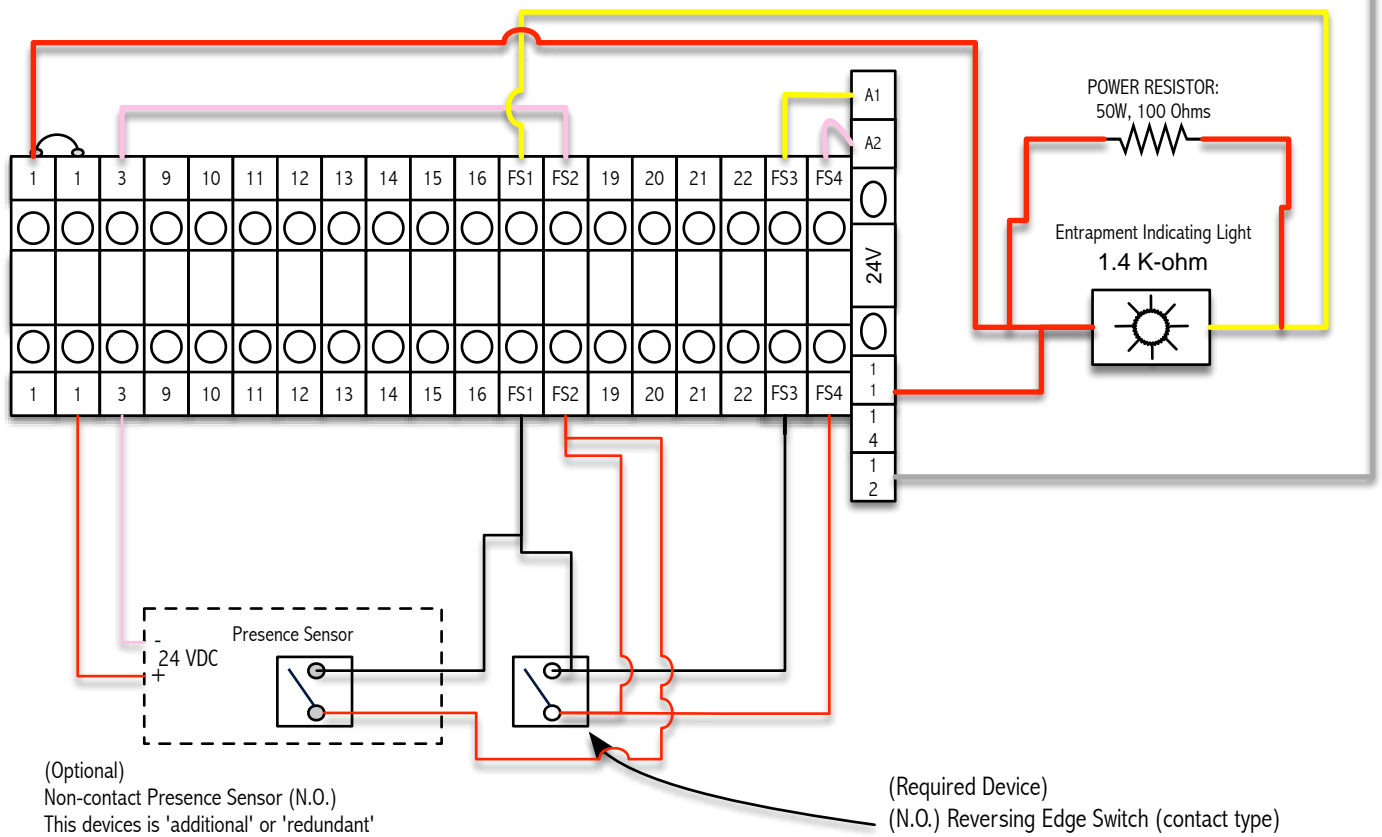 A1
POWER RESISTOR:
50W, 100 Ohms
A2
1 1 3 9 10 11 12 13 14 15 16 FS1 FS2 19 20 21 22 FS3 FS4
Entrapment Indicating Light
1.4 K-ohm
24V
1 1 3 9 10 11 12 13 14 15 16 FS1 FS2 19 20 21 22 FS3 FS4
1
1
1
4
1
2
Presence Sensor
-
24 VDC
+
(Optional)
Non-contact Presence Sensor (N.O.)
This devices is 'additional' or 'redundant'
(Required Device)
(N.O.) Reversing Edge Switch (contact type)